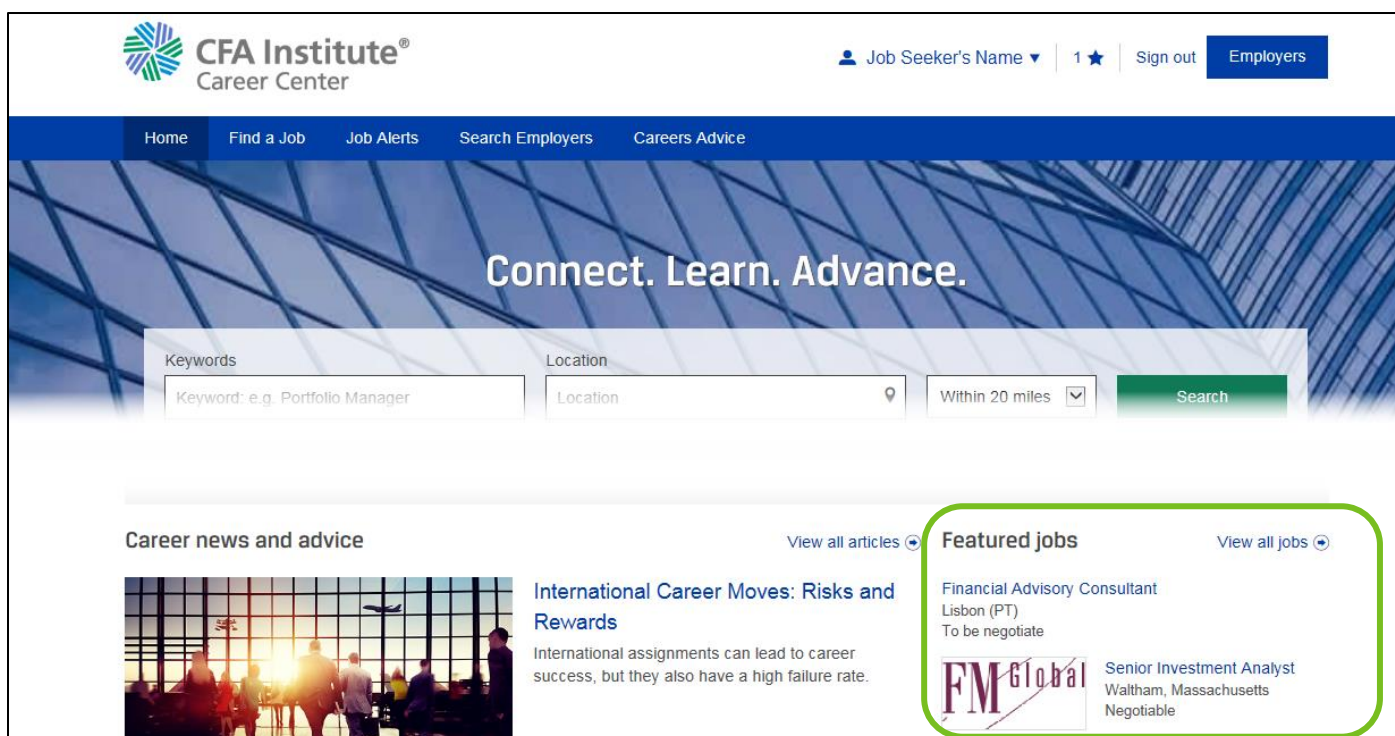 CFA Institute®
Career Center
Job Seeker's Name ▼ 1 ★ Sign out Employers
Home Find a Job Job Alerts Search Employers Careers Advice
Connect. Learn. Advance.
Keywords Location
Keyword: e.g. Portfolio Manager Location Within 20 miles Search
Career news and advice View all articles
International Career Moves: Risks and
Rewards
International assignments can lead to career
success, but they also have a high failure rate.
Featured jobs View all jobs
Financial Advisory Consultant
Lisbon (PT)
To be negotiate
FM Global
Senior Investment Analyst
Waltham, Massachusetts
Negotiable